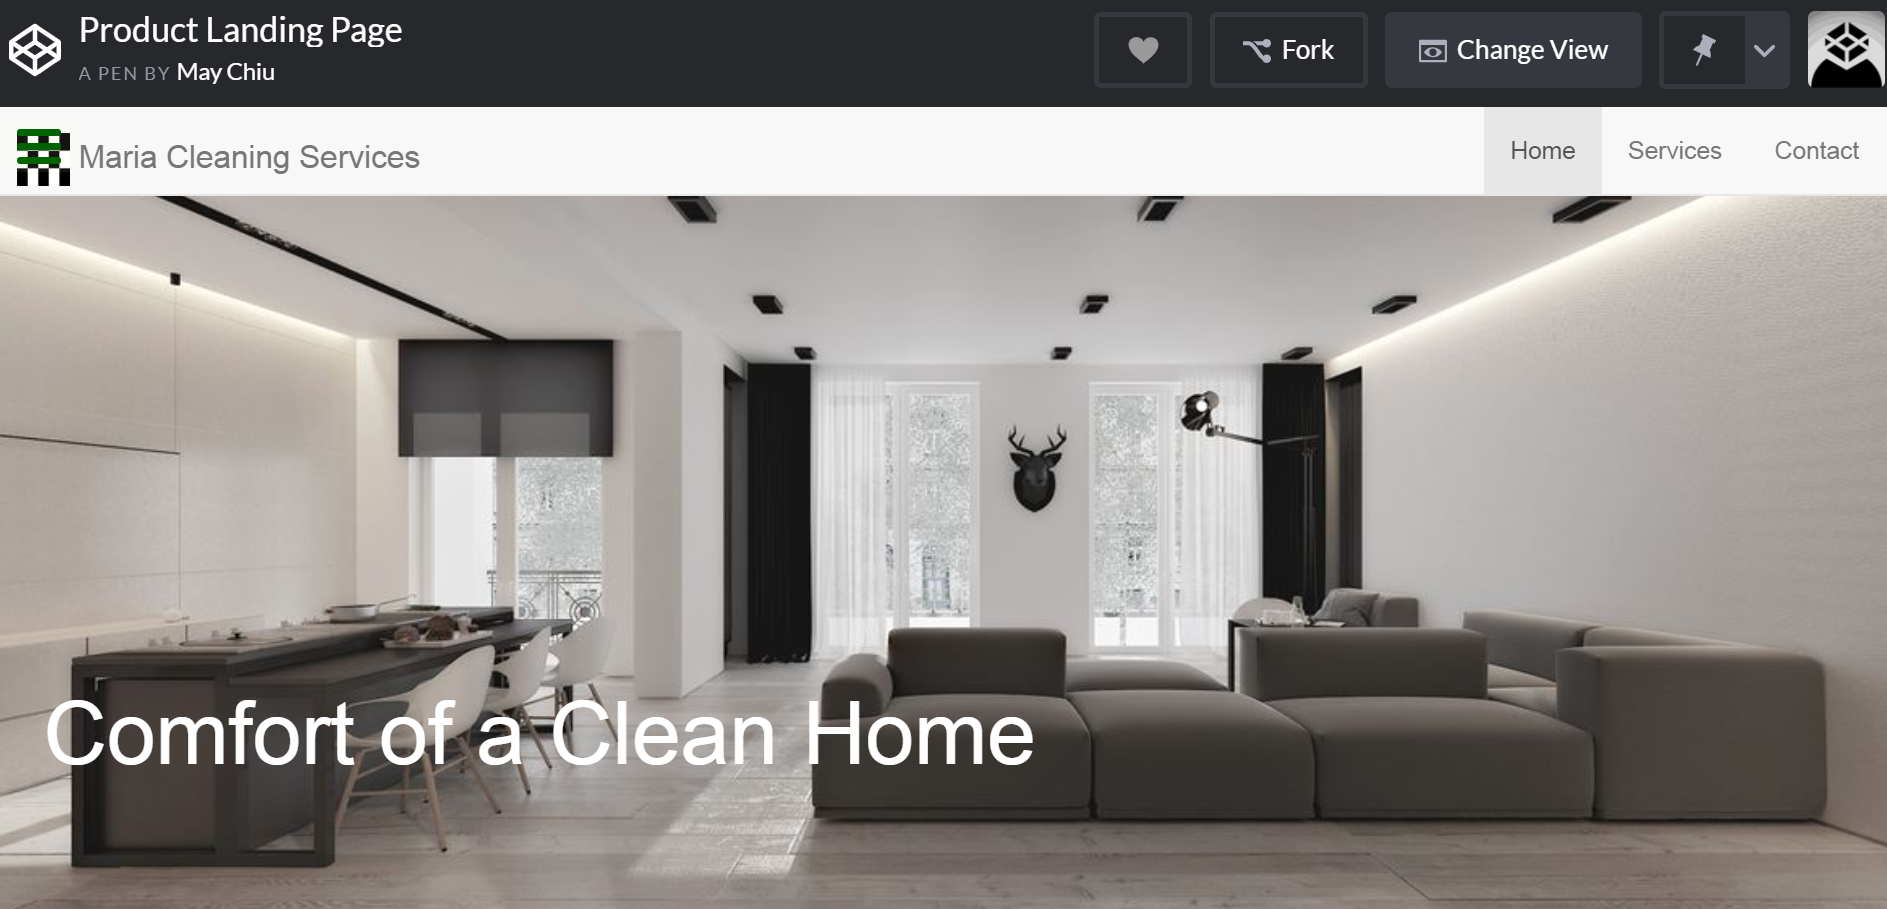 Product Landing Page
A PEN BY May Chiu
Fork
Change View
Maria Cleaning Services
Home
Services
Contact
Comfort of a Clean Home